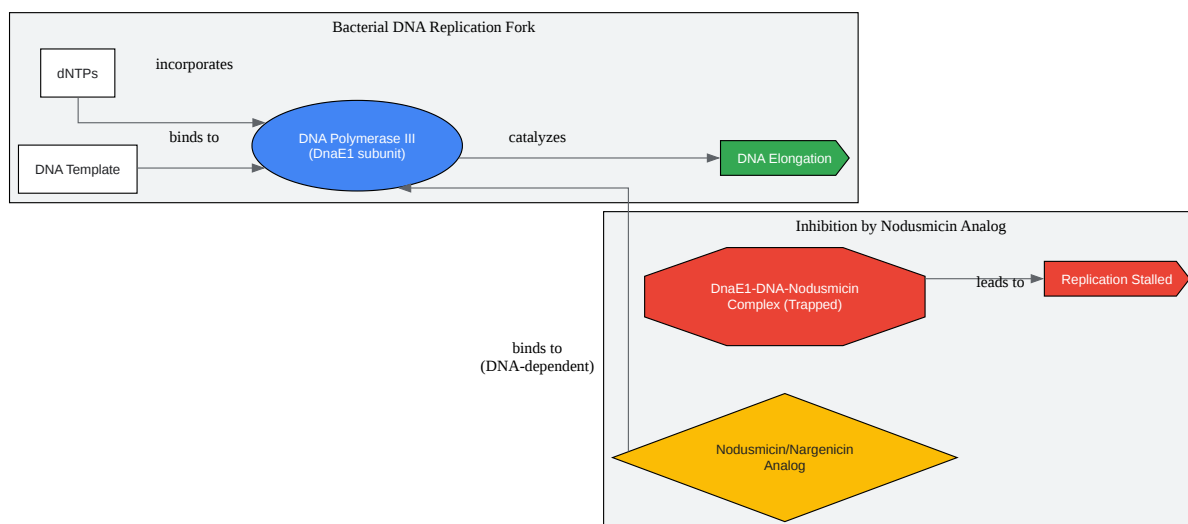 Bacterial DNA Replication Fork
dNTPs
incorporates
binds to
catalyzes
DNA Polymerase III
(DnaE1 subunit)
DNA Template
DNA Elongation
Inhibition by Nodusmicin Analog
DnaE1-DNA-Nodusmicin
Complex (Trapped)
leads to
Replication Stalled
binds to
(DNA-dependent)
Nodusmicin/Nargenicin
Analog